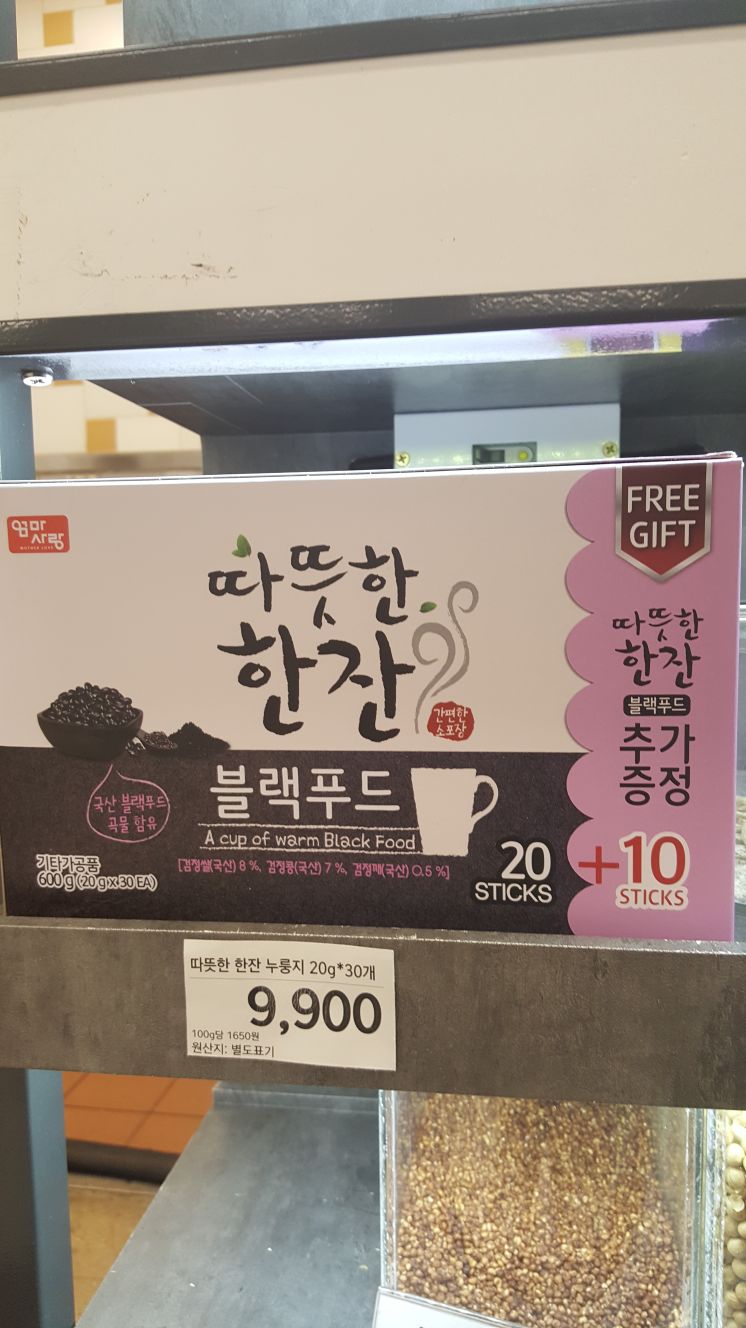 엄마
사랑
MOTHER LOVE
따뜻한
한잔
간편한
소포장
국산 블랙푸드
곡물 함유
블랙푸드
A cup of warm Black Food
[검정쌀(국산) 8 %, 검정콩(국산) 7 %, 검정깨(국산) 0.5 %]
기타가공품
600 g (20 g x 30 EA)
20
STICKS
FREE
GIFT
따뜻한
한잔
블랙푸드
추가
증정
+10
STICKS
따뜻한 한잔 누룽지 20g*30개
9,900
100g당 1650원
원산지: 별도표기